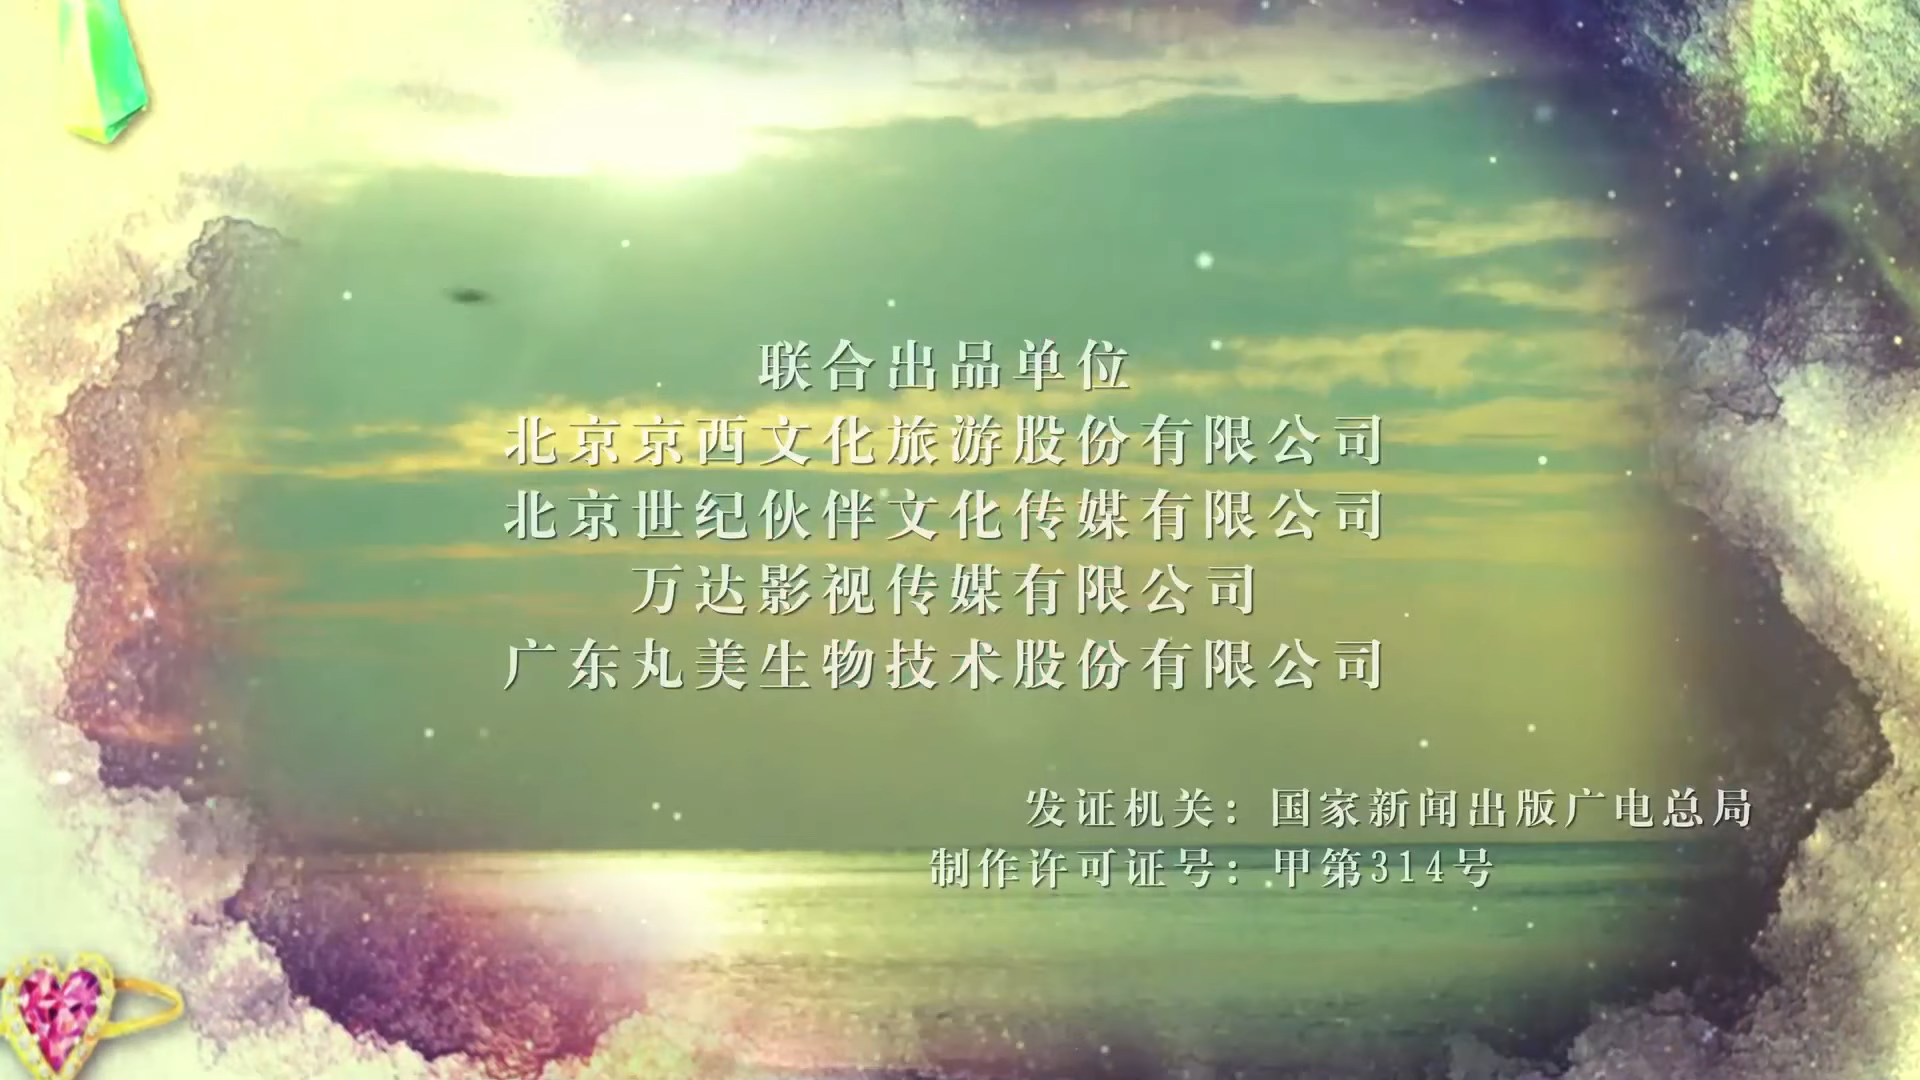 联合出品单位
北京京西文化旅游股份有限公司
北京世纪伙伴文化传媒有限公司
万达影视传媒有限公司
广东丸美生物技术股份有限公司
发证机关：国家新闻出版广电总局
制作许可证号：甲第314号